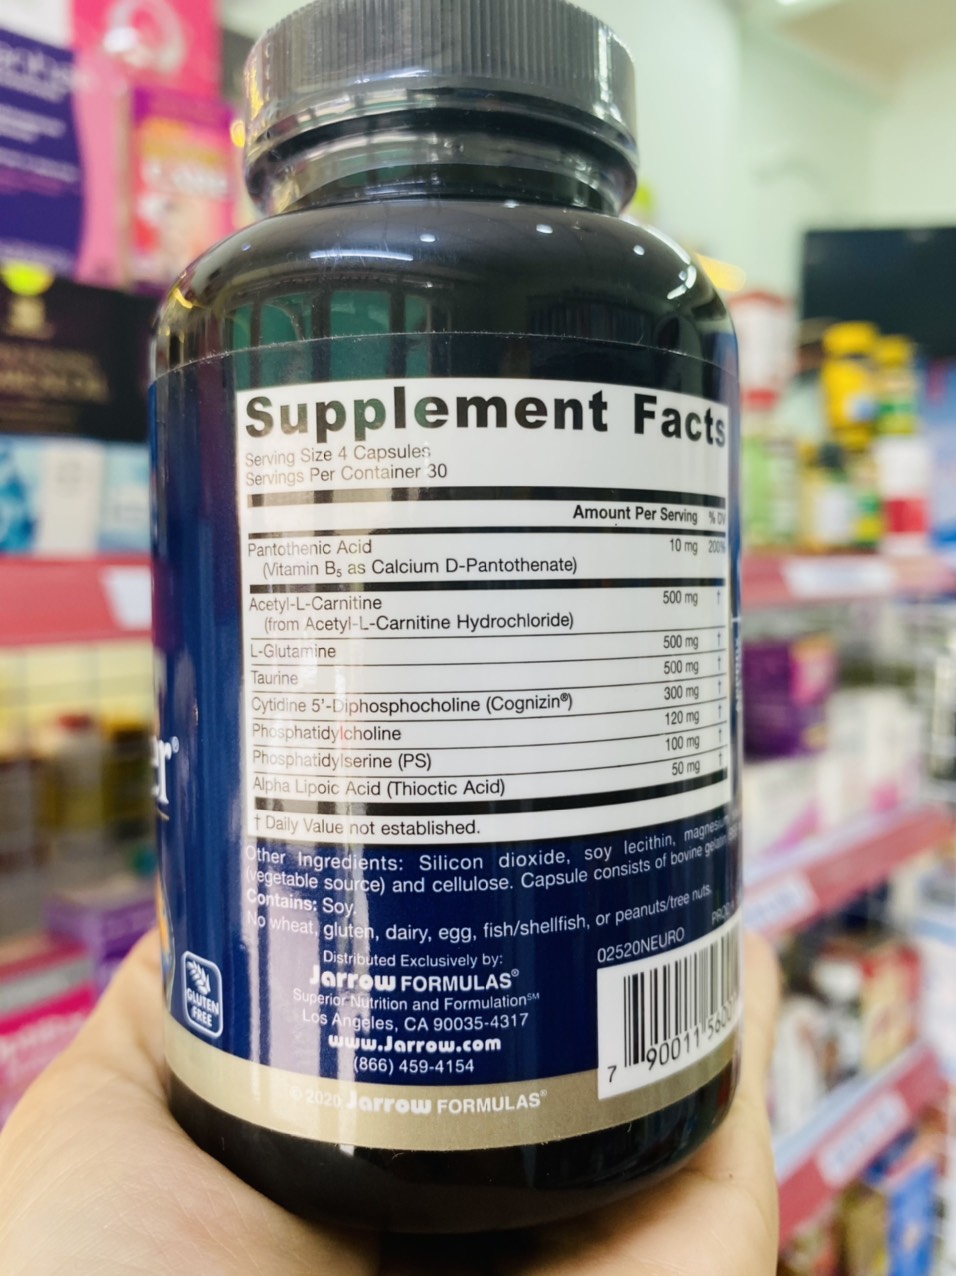 Supplement Facts
Serving Size 4 Capsules
Servings Per Container 30
Amount Per Serving % DV
Pantothenic Acid 10 mg 200%
(Vitamin B5 as Calcium D-Pantothenate)
Acetyl-L-Carnitine 500 mg †
(from Acetyl-L-Carnitine Hydrochloride)
L-Glutamine 500 mg †
Taurine 500 mg †
Cytidine 5'-Diphosphocholine (Cognizin®) 300 mg †
Phosphatidylcholine 120 mg †
Phosphatidylserine (PS) 100 mg †
Alpha Lipoic Acid (Thioctic Acid) 50 mg †
† Daily Value not established.
Other Ingredients: Silicon dioxide, soy lecithin, magnesium
(vegetable source) and cellulose. Capsule consists of bovine gelatin
Contains: Soy.
No wheat, gluten, dairy, egg, fish/shellfish, or peanuts/tree nuts.
Distributed Exclusively by:
Jarrow FORMULAS®
Superior Nutrition and Formulation℠
Los Angeles, CA 90035-4317
www.Jarrow.com
(866) 459-4154
GLUTEN
FREE
02520NEURO
7 90011 5600
© 2020 Jarrow FORMULAS®